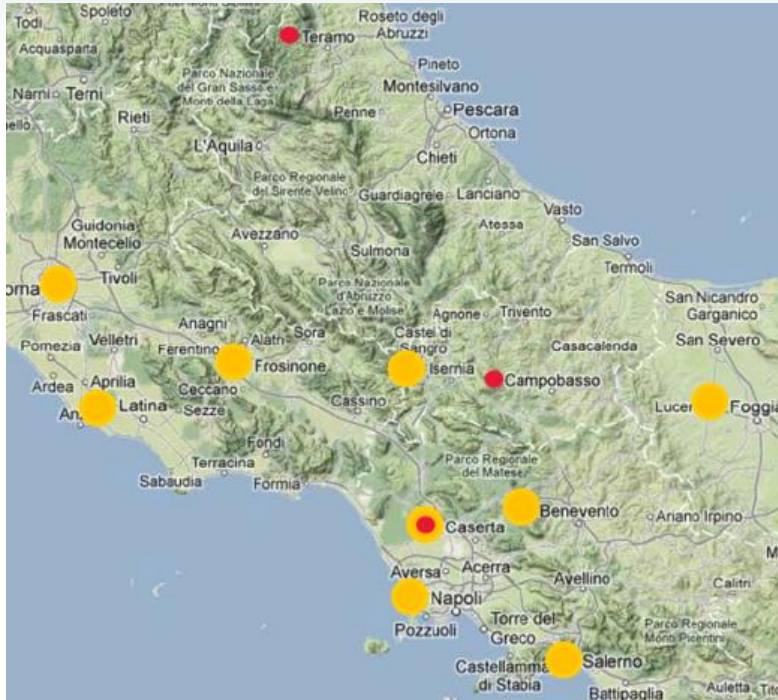 Todi
Spoleto
Acquasparta
Roseto degli
Abruzzi
Teramo
Pineto
Parco Nazionale
del Gran Sasso e
Monti della Laga
Montesilvano
Narni
Terni
Penne
Pescara
Rieti
Ortona
L'Aquila
Chieti
Parco Regionale
del Sirente Velino
Guardiagrele
Lanciano
Vasto
Atessa
Guidonia
Montecelio
Avezzano
San Salvo
Sulmona
Termoli
Tivoli
Parco Nazionale
d'Abruzzo
Lazo e Molise
San Nicandro
Garganico
Frascati
Agnone
Trivento
Anagni
Alatri
Sora
Castel di
Sangro
Casacalenda
San Severo
Pomezia
Velletri
Ferentino
Frosinone
Isernia
Campobasso
Ardea
Aprilia
Ceccano
Cassino
Latina
Sezze
Foggia
Fondi
Terracina
Sabaudia
Formia
Parco Regionale
del Matese
Benevento
Ariano Irpino
Caserta
Aversa
Acerra
Avellino
Calitri
Napoli
Pozzuoli
Torre del
Greco
Parco Regionale
Monti Picentini
Castellamma
di Stabia
Salerno
Battipaglia
Auletta